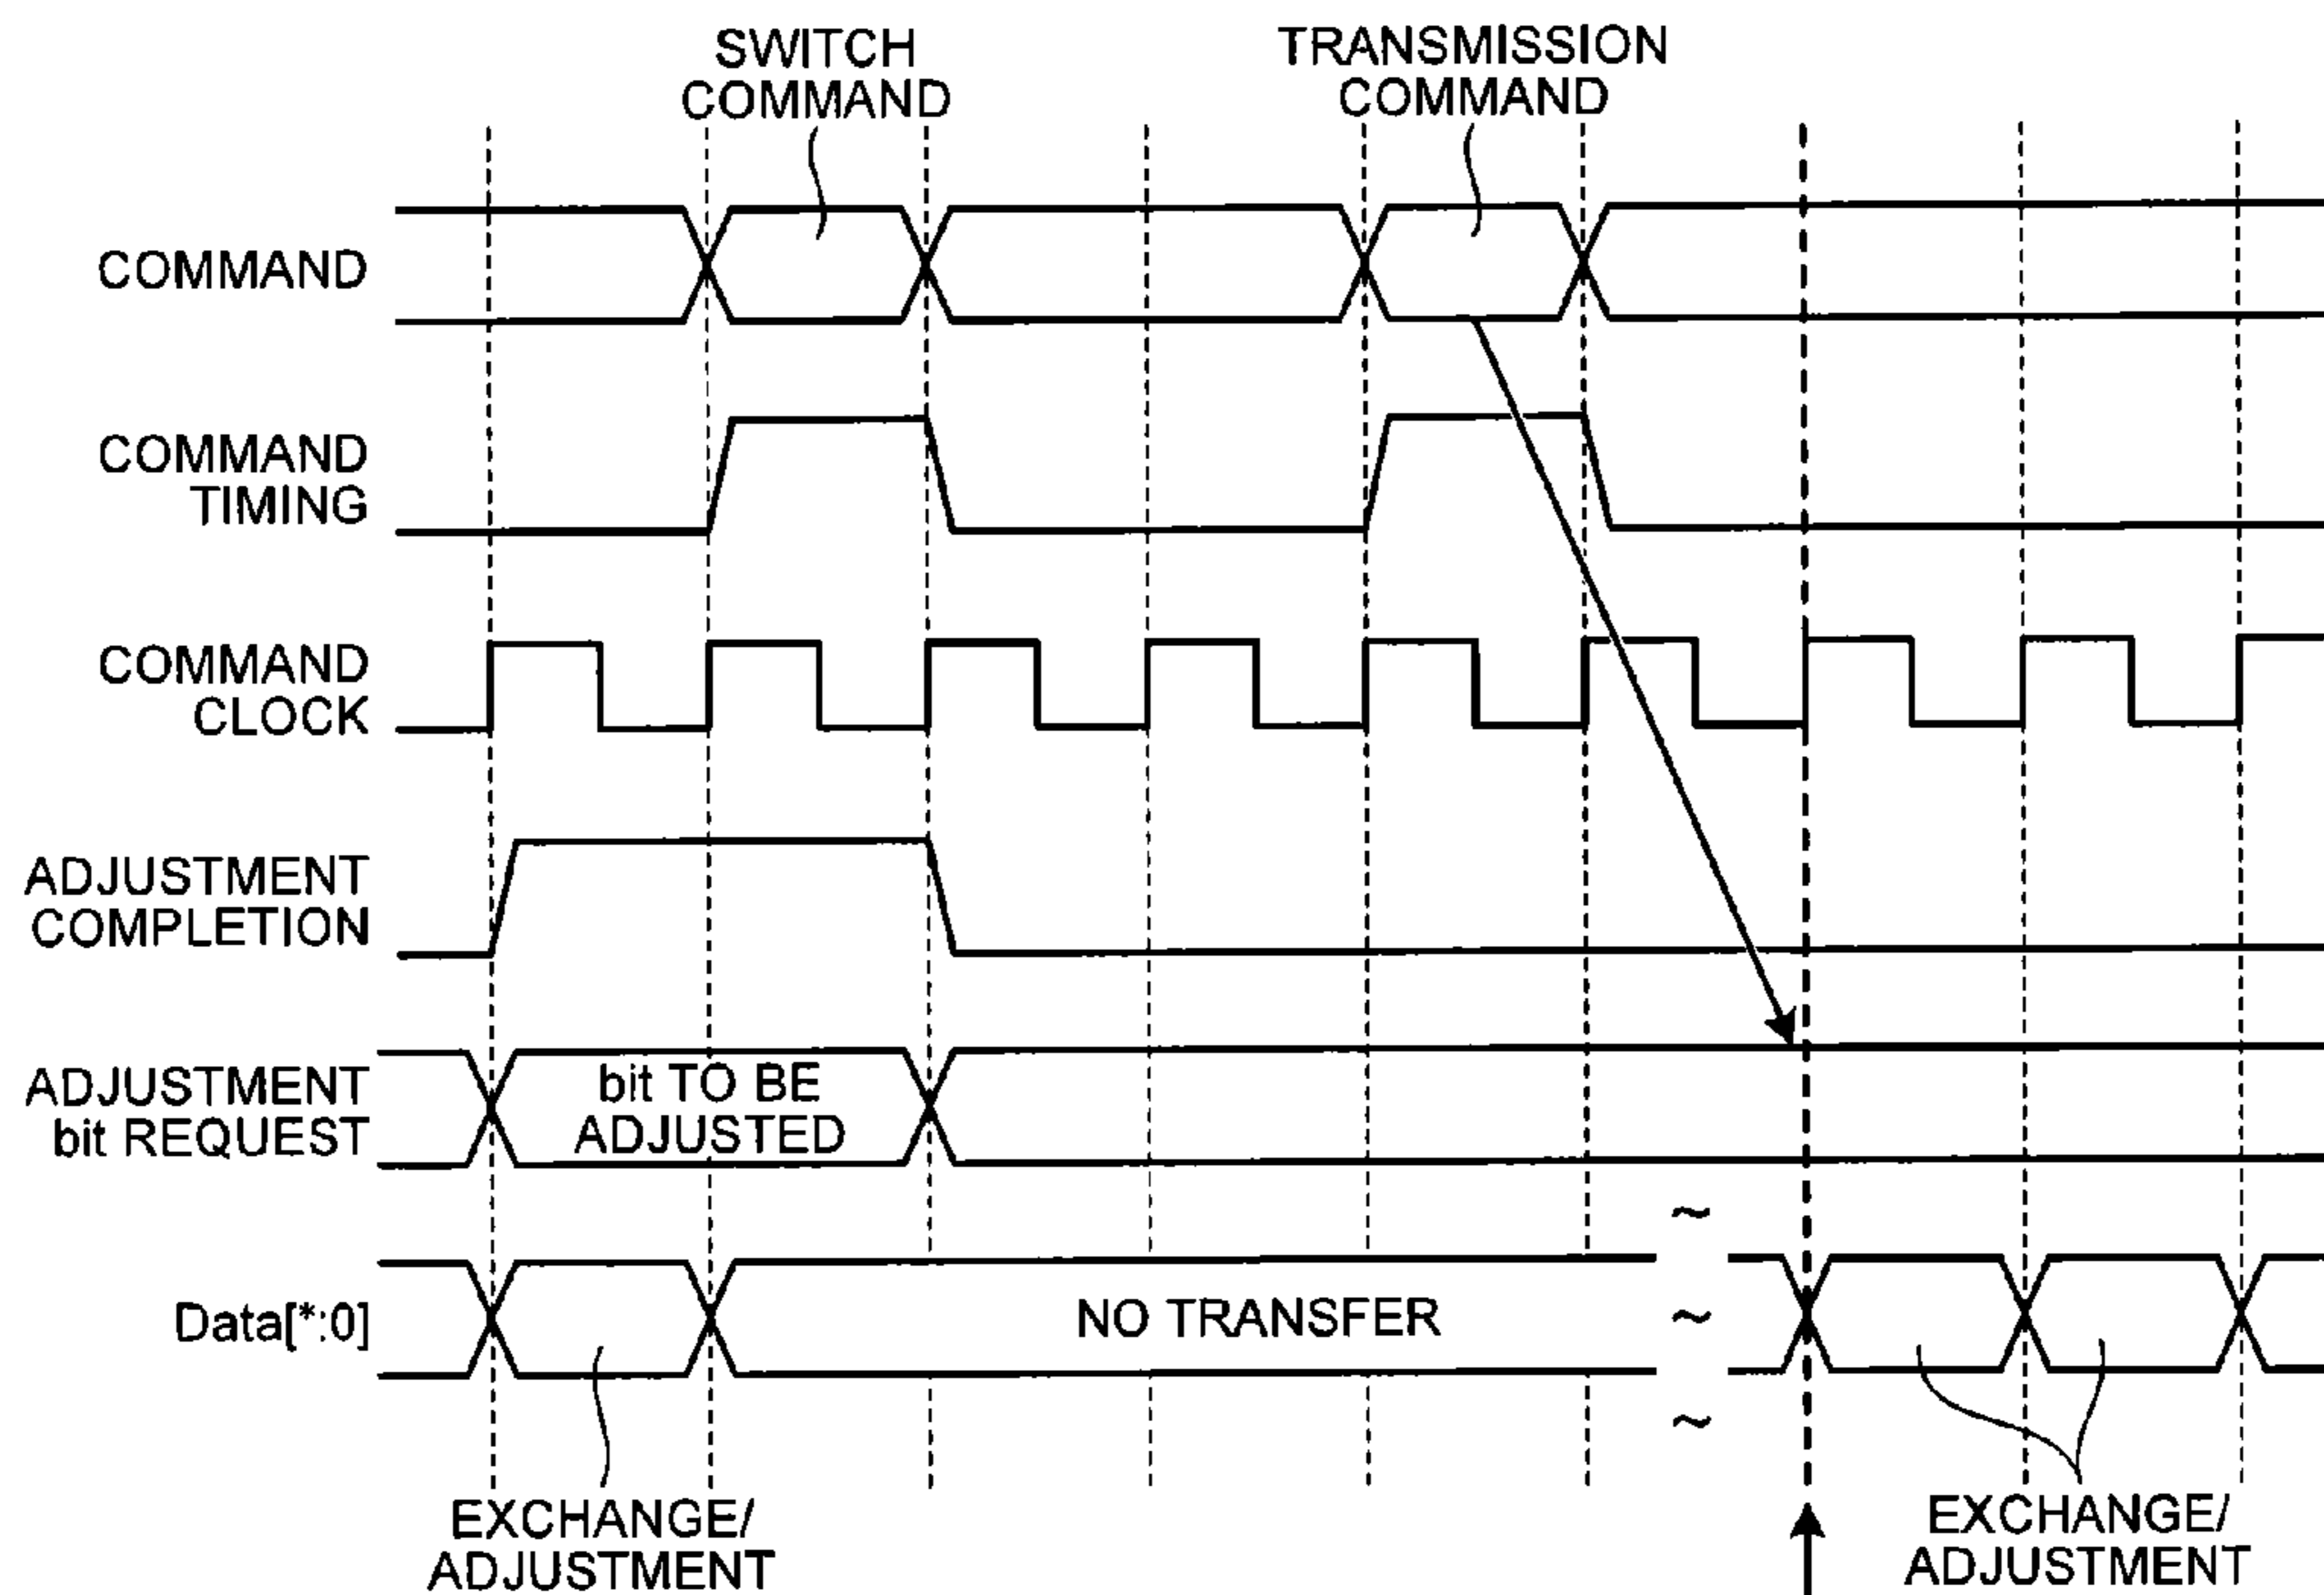 SWITCH
COMMAND
TRANSMISSION
COMMAND
COMMAND
COMMAND
TIMING
COMMAND
CLOCK
ADJUSTMENT
COMPLETION
ADJUSTMENT
bit REQUEST
bit TO BE
ADJUSTED
~
Data[*:0]
NO TRANSFER
~
~
EXCHANGE/
ADJUSTMENT
EXCHANGE/
ADJUSTMENT